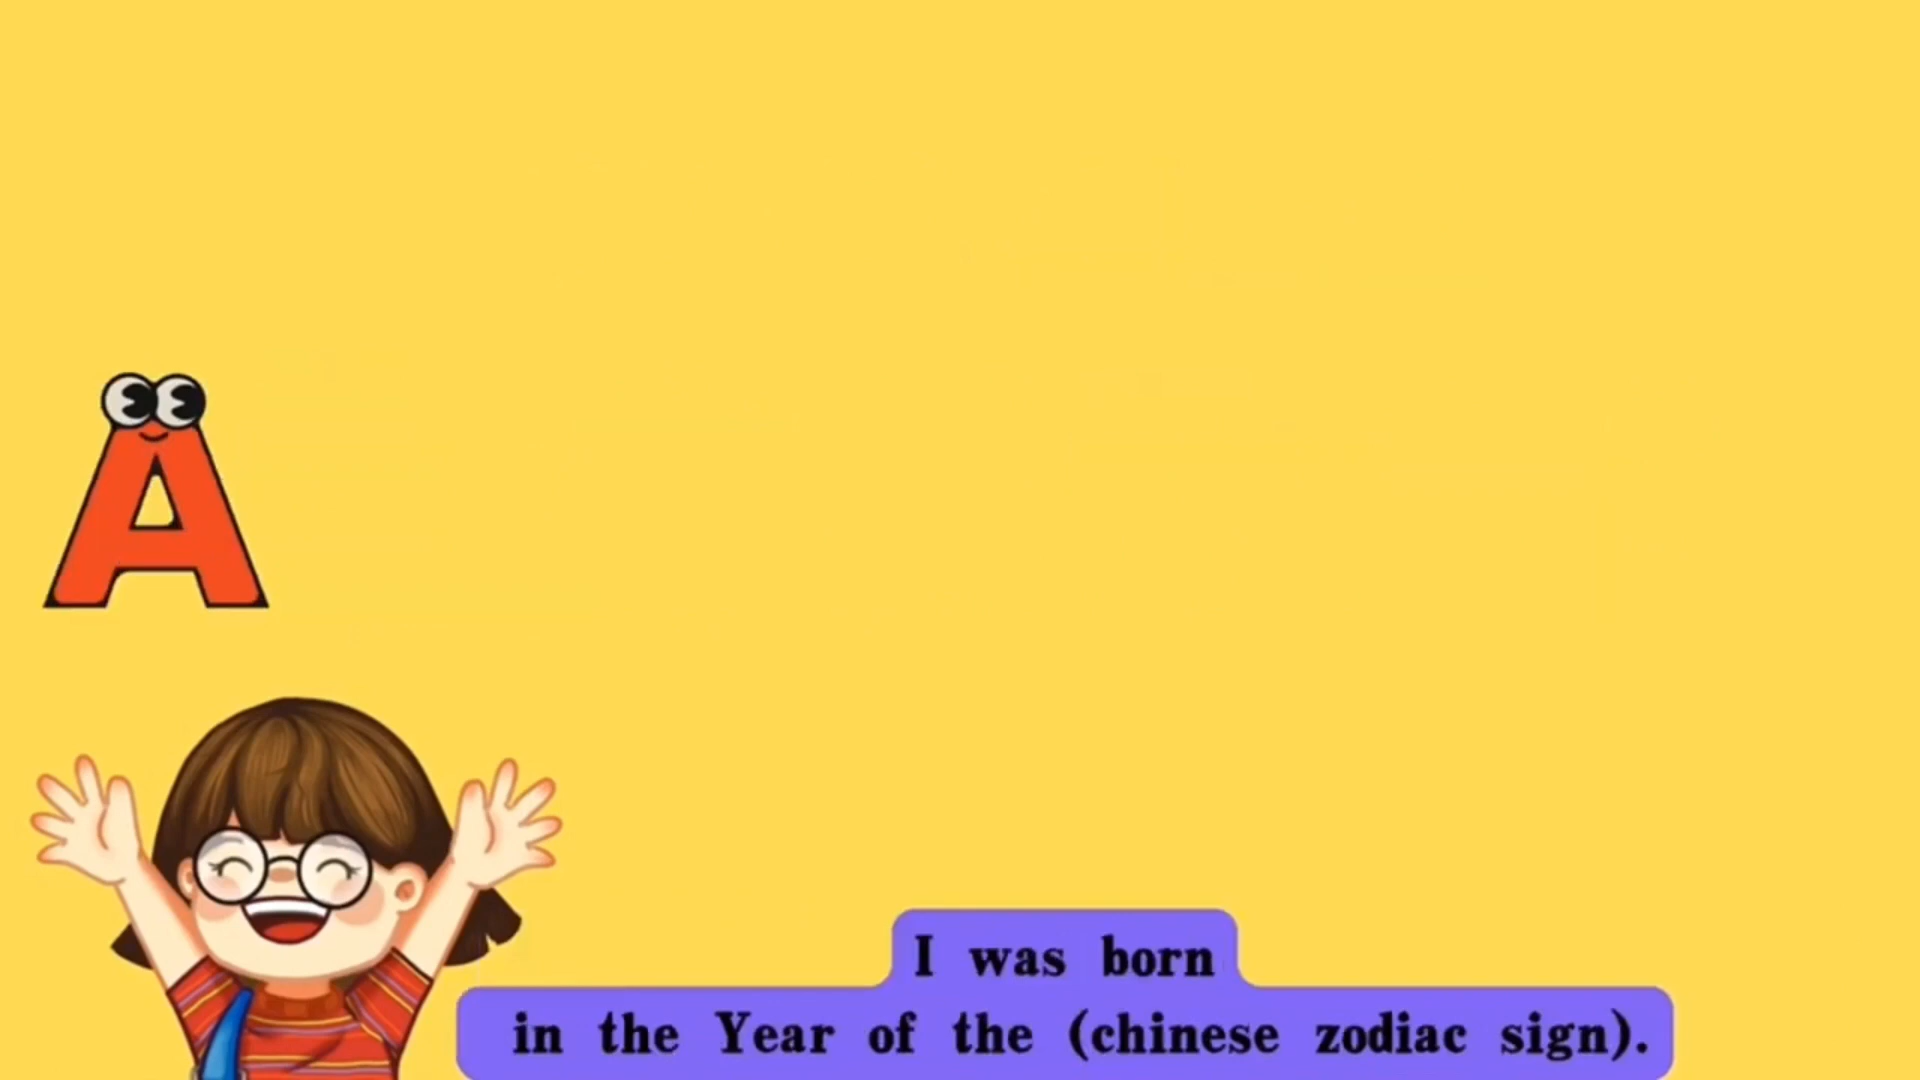 A
I was born
in the Year of the (chinese zodiac sign).